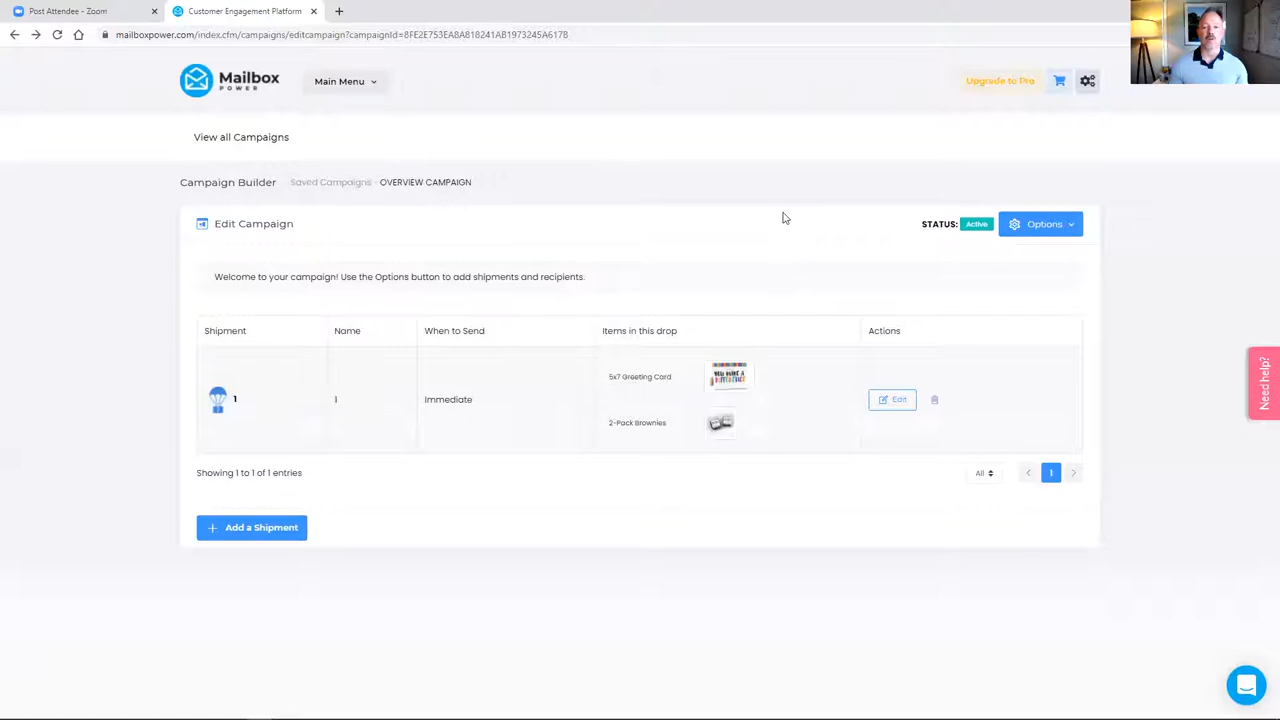 Post Attendee - Zoom
Customer Engagement Platform
mailboxpower.com/index.cfm/campaigns/editcampaign?campaignId=8FE2E753EA8A818241AB1973245A617B
Mailbox
POWER
Main Menu
Upgrade to Pro
View all Campaigns
Campaign Builder Saved Campaigns - OVERVIEW CAMPAIGN
Edit Campaign
STATUS: Active
Options
Welcome to your campaign! Use the Options button to add shipments and recipients.
Shipment Name When to Send Items in this drop Actions
5x7 Greeting Card
YOU MAKE A
DIFFERENCE
1 1 Immediate
Edit
2-Pack Brownies
Showing 1 to 1 of 1 entries
All
1
+ Add a Shipment
Need help?